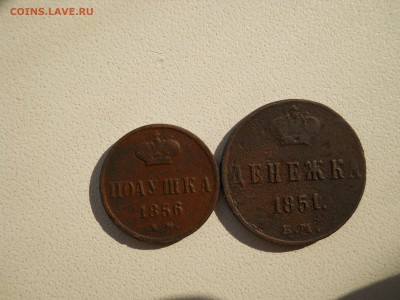 COINS.LAVE.RU
ПОЛУШКА
1856
ДЕНЕЖКА
1851.
Е.М.